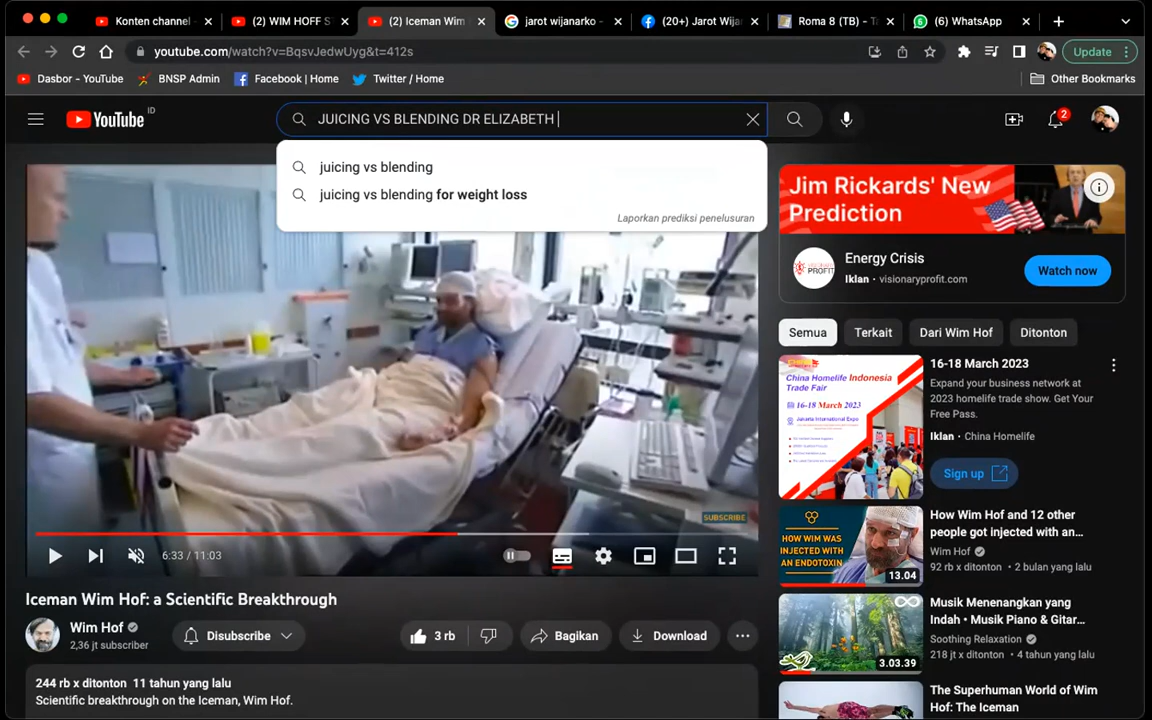 Konten channel -
(2) WIM HOFF S
(2) Iceman Wim
jarot wijanarko -
(20+) Jarot Wija
Roma 8 (TB) - T
(6) WhatsApp
youtube.com/watch?v=BqsvJedwUyg&t=412s
Update
Dasbor - YouTube
BNSP Admin
Facebook | Home
Twitter / Home
Other Bookmarks
YouTube ID
JUICING VS BLENDING DR ELIZABETH
2
juicing vs blending
juicing vs blending for weight loss
Laporkan prediksi penelusuran
Jim Rickards' New
Prediction
VISIONARY
PROFIT
Energy Crisis
Iklan · visionaryprofit.com
Watch now
Semua
Terkait
Dari Wim Hof
Ditonton
China Homelife Indonesia
Trade Fair
16-18 March 2023
Jakarta International Expo
16-18 March 2023
Expand your business network at
2023 homelife trade show. Get Your
Free Pass.
Iklan · China Homelife
Sign up
SUBSCRIBE
6:33 / 11:03
HOW WIM WAS
INJECTED WITH
AN ENDOTOXIN
13.04
How Wim Hof and 12 other
people got injected with an...
Wim Hof
92 rb x ditonton • 2 bulan yang lalu
Iceman Wim Hof: a Scientific Breakthrough
Wim Hof
2,36 jt subscriber
Disubscribe
3 rb
Bagikan
Download
3.03.39
Musik Menenangkan yang
Indah • Musik Piano & Gitar...
Soothing Relaxation
218 jt x ditonton • 4 tahun yang lalu
244 rb x ditonton 11 tahun yang lalu
Scientific breakthrough on the Iceman, Wim Hof.
The Superhuman World of Wim
Hof: The Iceman